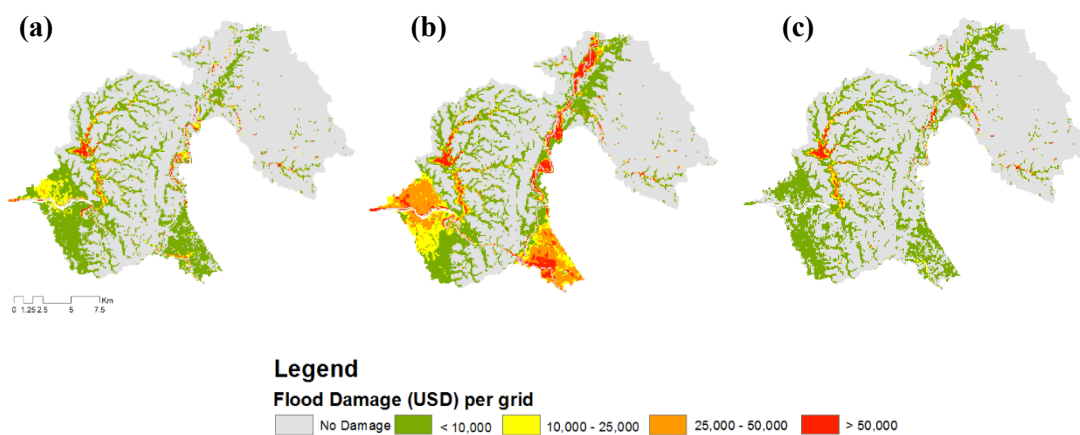 (a) (b) (c)
Km
0 1.25 2.5 5 7.5
Legend
Flood Damage (USD) per grid
No Damage < 10,000 10,000 - 25,000 25,000 - 50,000 > 50,000